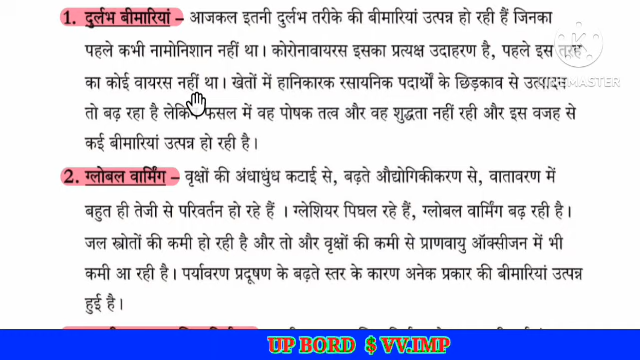 1. दुर्लभ बीमारियां – आजकल इतनी दुर्लभ तरीके की बीमारियां उत्पन्न हो रही हैं जिनका
पहले कभी नामोनिशान नहीं था। कोरोनावायरस इसका प्रत्यक्ष उदाहरण है, पहले इस तरह
का कोई वायरस नहीं था। खेतों में हानिकारक रसायनिक पदार्थों के छिड़काव से उत्पादन
तो बढ़ रहा है लेकिन फसल में वह पोषक तत्व और वह शुद्धता नहीं रही और इस वजह से
कई बीमारियां उत्पन्न हो रही है।
2. ग्लोबल वार्मिंग – वृक्षों की अंधाधुंध कटाई से, बढ़ते औद्योगिकीकरण से, वातावरण में
बहुत ही तेजी से परिवर्तन हो रहे हैं । ग्लेशियर पिघल रहे हैं, ग्लोबल वार्मिंग बढ़ रही है।
जल स्त्रोतों की कमी हो रही है और तो और वृक्षों की कमी से प्राणवायु ऑक्सीजन में भी
कमी आ रही है। पर्यावरण प्रदूषण के बढ़ते स्तर के कारण अनेक प्रकार की बीमारियां उत्पन्न
हुई है।
UP BORD $ VV.IMP